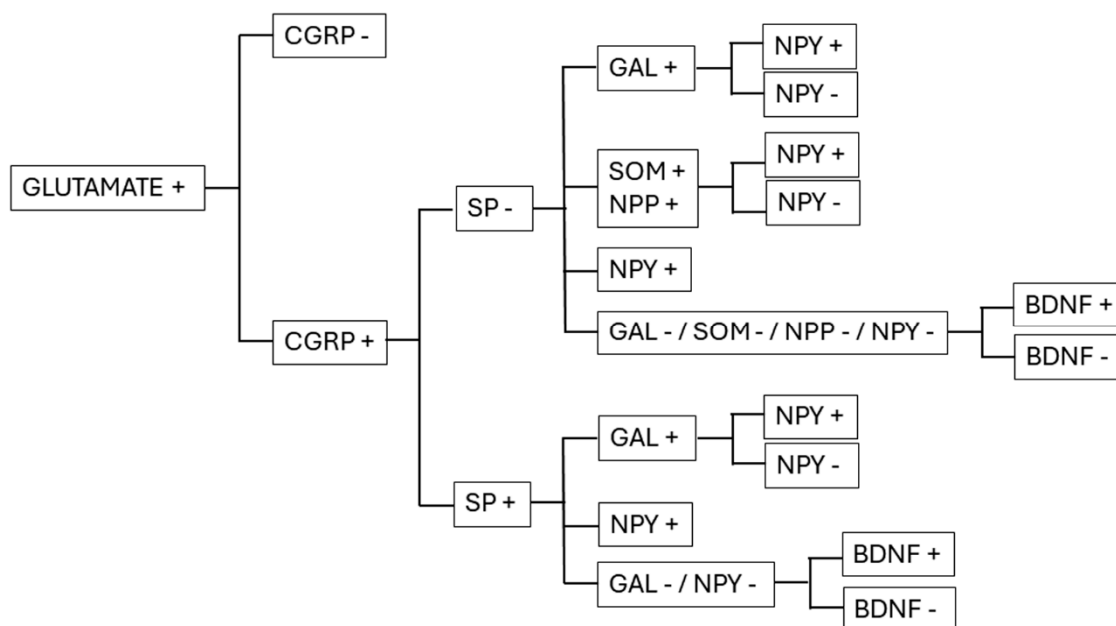 GLUTAMATE +
CGRP -
CGRP +
SP -
GAL +
NPY +
NPY -
SOM +
NPP +
NPY +
NPY -
NPY +
GAL - / SOM - / NPP - / NPY -
BDNF +
BDNF -
SP +
GAL +
NPY +
NPY -
NPY +
GAL - / NPY -
BDNF +
BDNF -